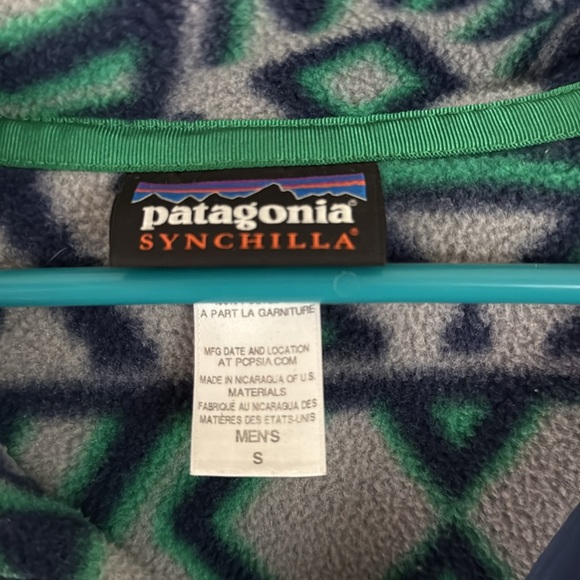 patagonia®
SYNCHILLA®
A PART LA GARNITURE
MFG DATE AND LOCATION
AT PCPSIA.COM
MADE IN NICARAGUA OF U.S.
MATERIALS
FABRIQUÉ AU NICARAGUA DES
MATIÈRES DES ÉTATS-UNIS
MEN'S
S